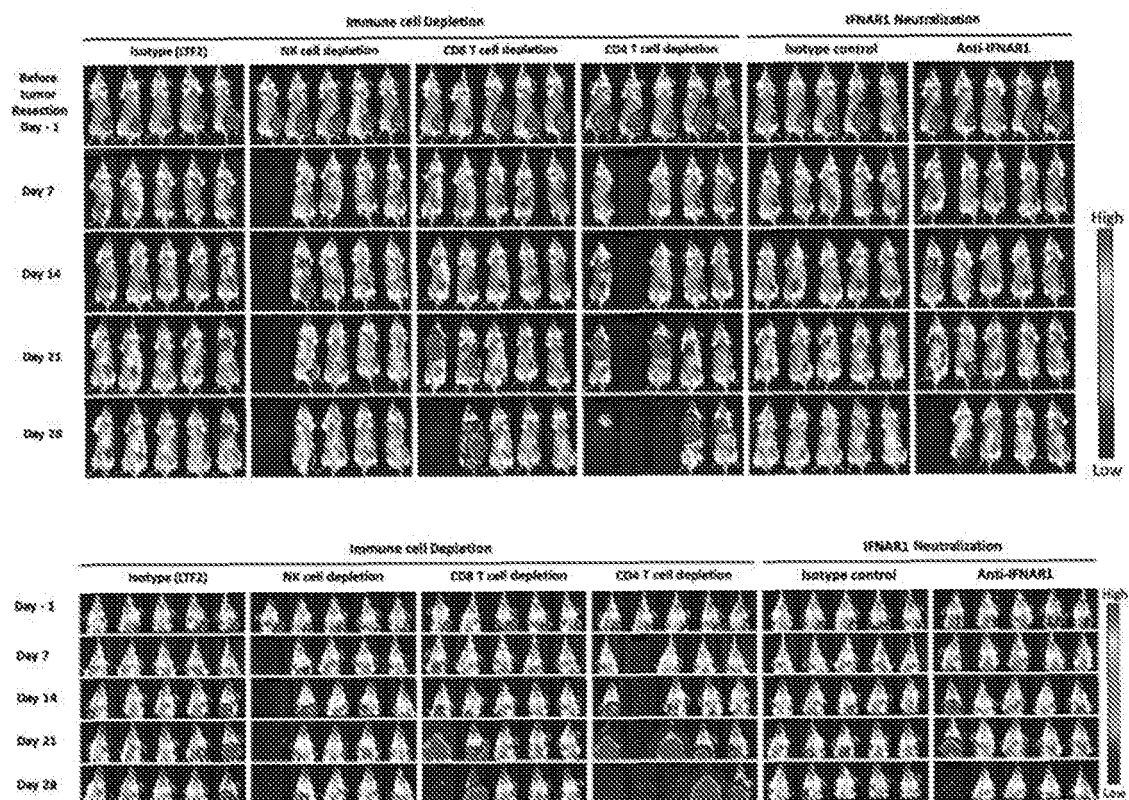 Immune cell Depletion IFNAR1 Neutralization
Isotype (LTF2) NK cell depletion CD8 T cell depletion CD4 T cell depletion Isotype control Anti-IFNAR1
Before
tumor
Resection
Day - 1
Day 7
High
Day 14
Day 21
Day 28
Low
Immune cell Depletion IFNAR1 Neutralization
Isotype (LTF2) NK cell depletion CD8 T cell depletion CD4 T cell depletion Isotype control Anti-IFNAR1
Day - 1 High
Day 7
Day 14
Day 21
Day 28 Low